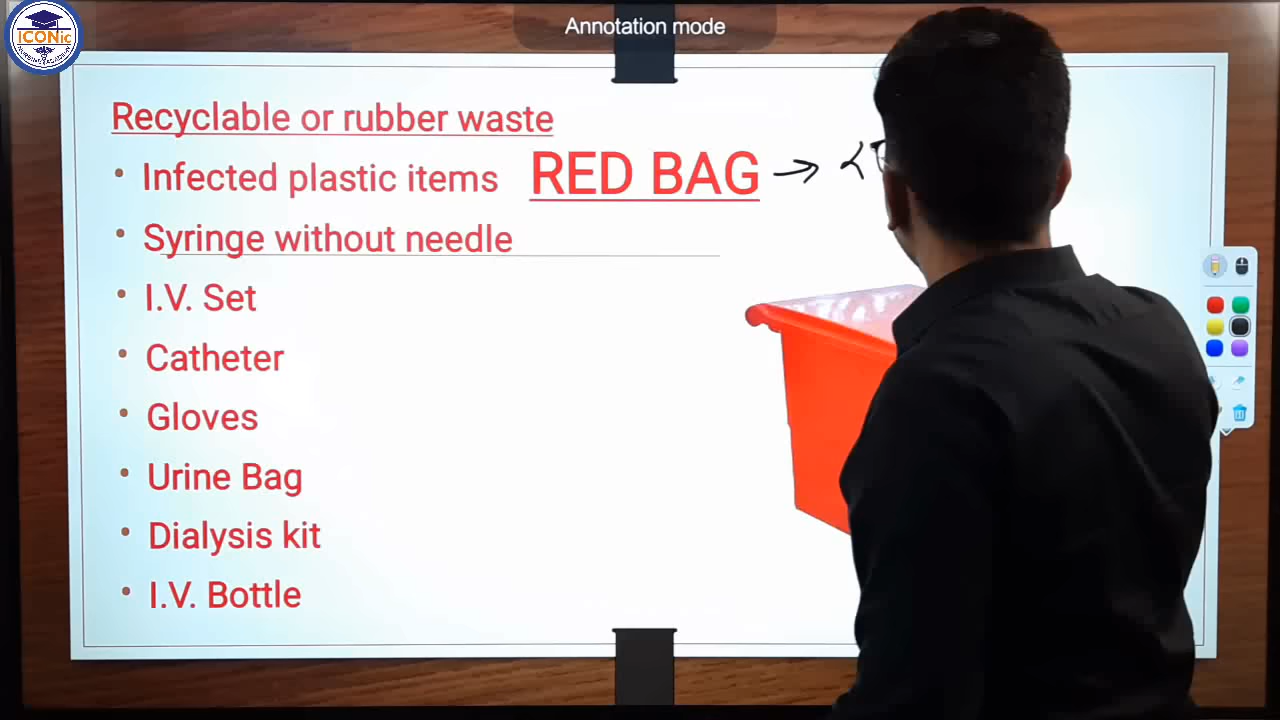 ICONic
Annotation mode
Recyclable or rubber waste
• Infected plastic items RED BAG →
• Syringe without needle
• I.V. Set
• Catheter
• Gloves
• Urine Bag
• Dialysis kit
• I.V. Bottle